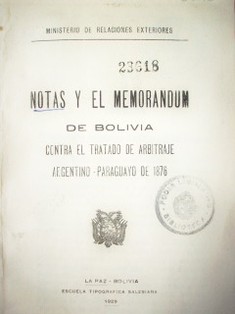 MINISTERIO DE RELACIONES EXTERIORES
23618
NOTAS Y EL MEMORANDUM
DE BOLIVIA
CONTRA EL TRATADO DE ARBITRAJE
ARGENTINO-PARAGUAYO DE 1876
LA PAZ - BOLIVIA
ESCUELA TIPOGRAFICA SALESIANA